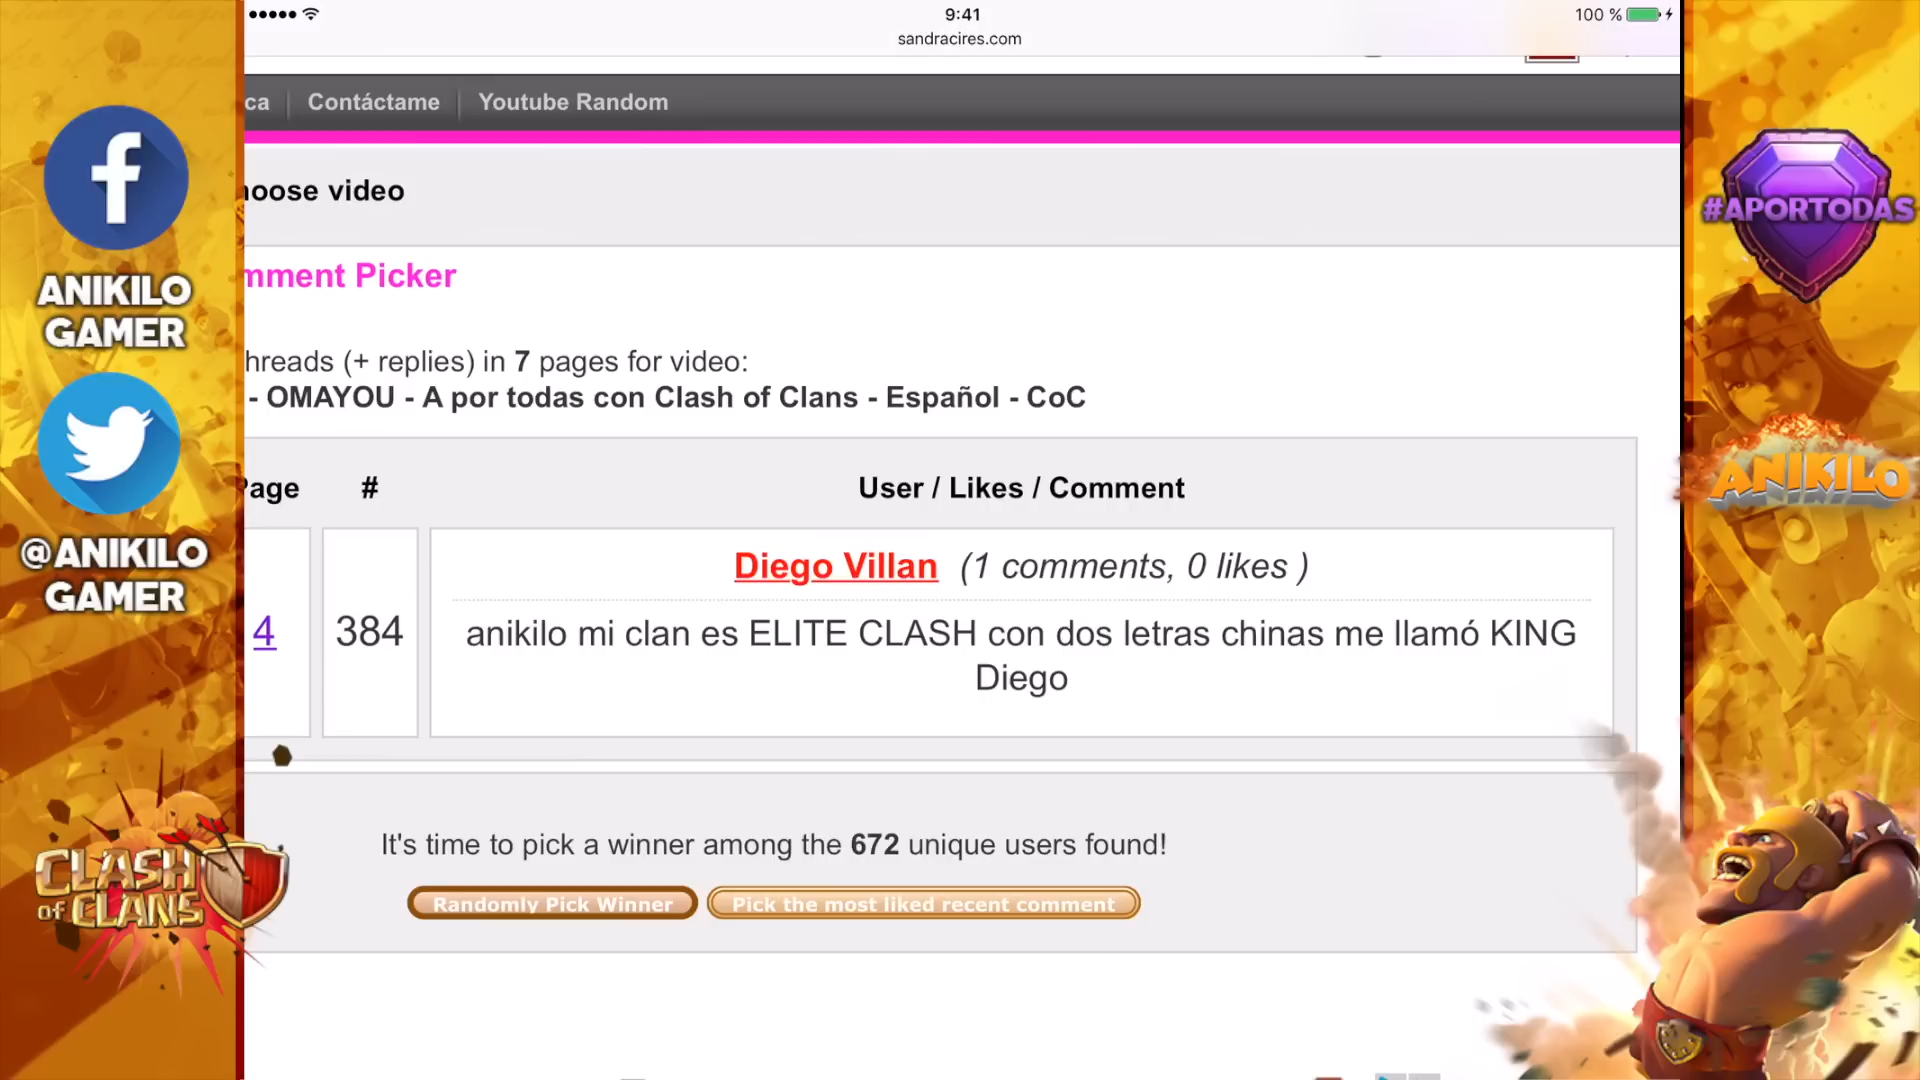 9:41
100 %
sandracires.com
ca
Contáctame
Youtube Random
hoose video
mment Picker
hreads (+ replies) in 7 pages for video:
- OMAYOU - A por todas con Clash of Clans - Español - CoC
Page
#
User / Likes / Comment
Diego Villan (1 comments, 0 likes )
4
384
anikilo mi clan es ELITE CLASH con dos letras chinas me llamó KING
Diego
It's time to pick a winner among the 672 unique users found!
Randomly Pick Winner
Pick the most liked recent comment
f
ANIKILO
GAMER
@ANIKILO
GAMER
CLASH
of CLANS
#APORTODAS
ANIKILO